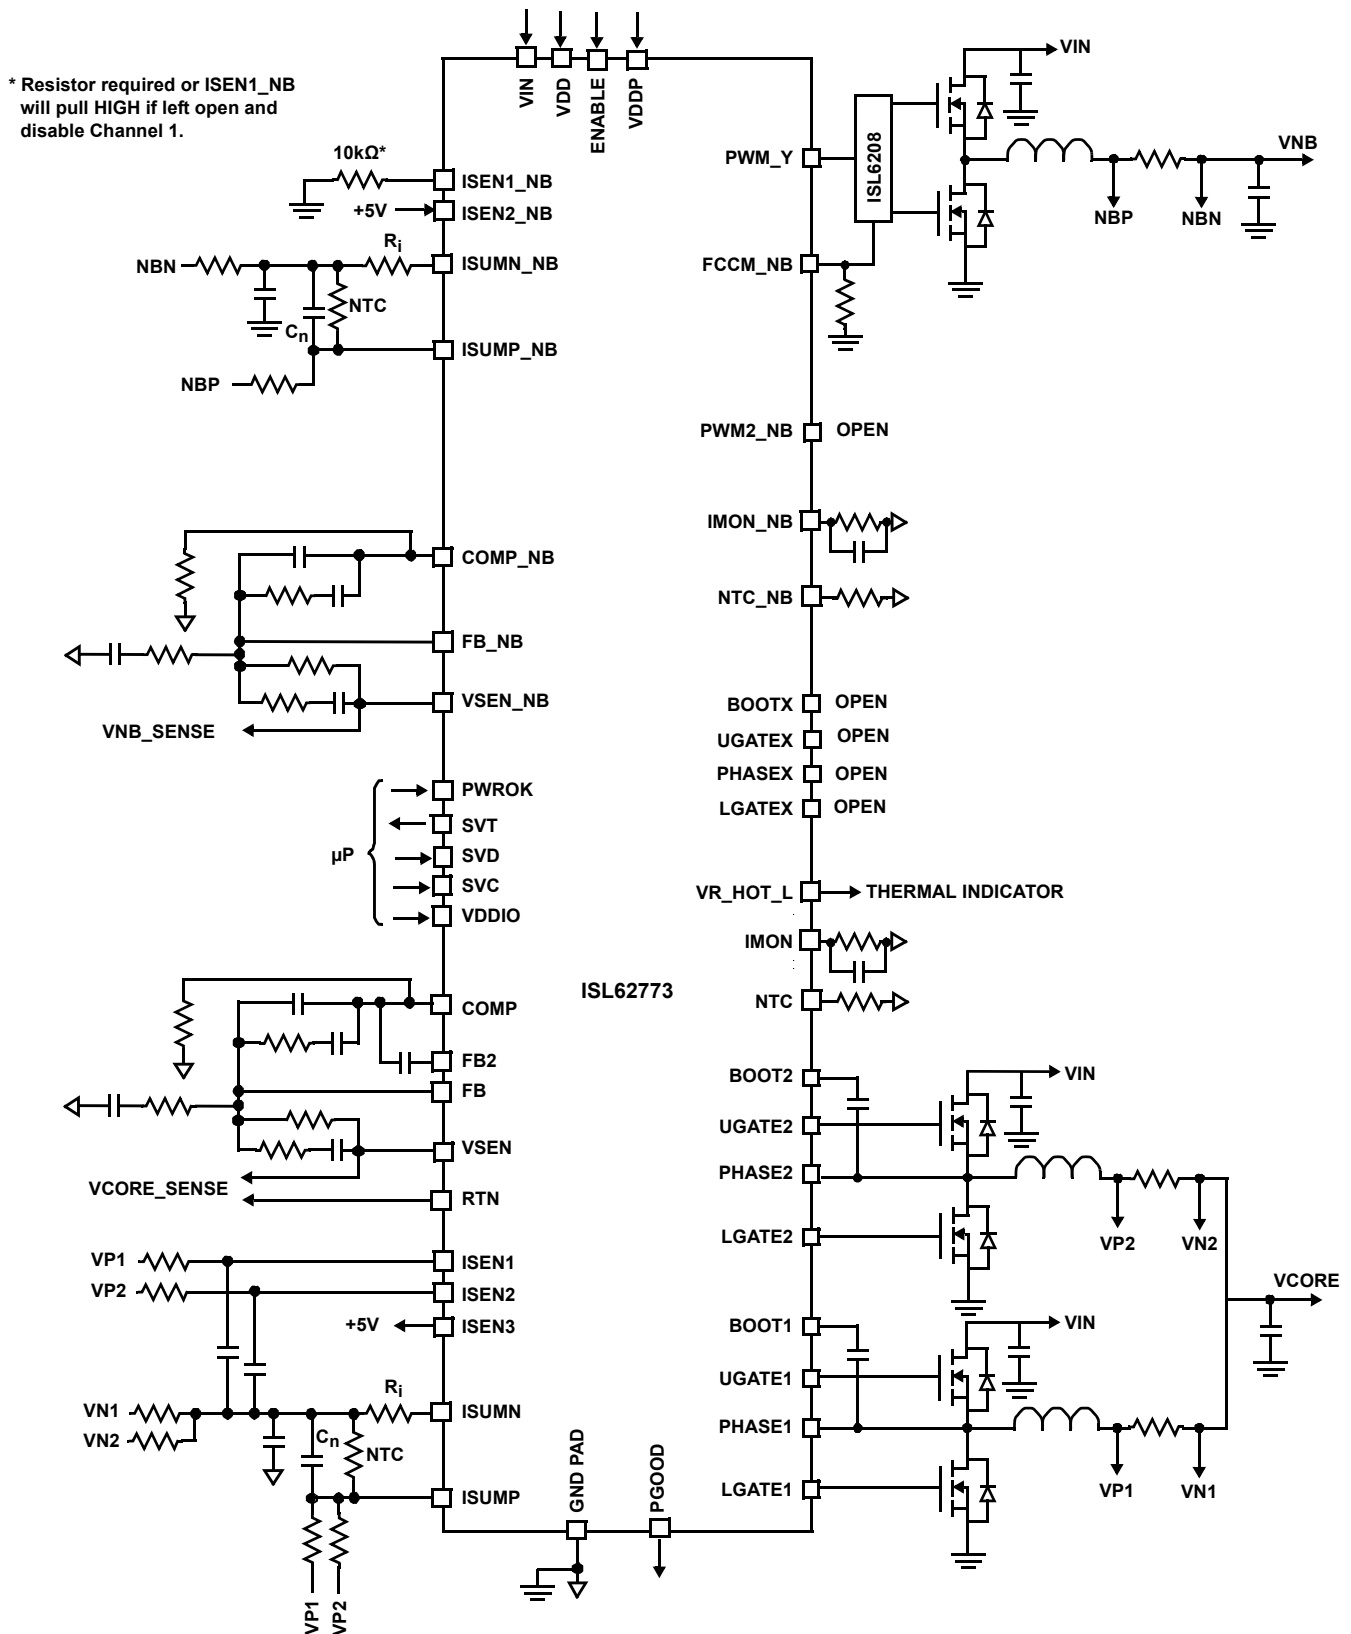 * Resistor required or ISEN1_NB
will pull HIGH if left open and
disable Channel 1.
VIN
VDD
ENABLE
VDDP
10kΩ*
ISEN1_NB
+5V
ISEN2_NB
Ri
NBN
ISUMN_NB
NTC
Cn
ISUMP_NB
NBP
COMP_NB
FB_NB
VSEN_NB
VNB_SENSE
PWROK
SVT
µP
SVD
SVC
VDDIO
COMP
FB2
FB
VSEN
VCORE_SENSE
RTN
VP1
ISEN1
VP2
ISEN2
+5V
ISEN3
Ri
VN1
ISUMN
VN2
Cn
NTC
ISUMP
VP1
VP2
GND PAD
PGOOD
ISL62773
PWM_Y
ISL6208
VIN
VNB
NBP
NBN
FCCM_NB
PWM2_NB
OPEN
IMON_NB
NTC_NB
BOOTX
OPEN
UGATEX
OPEN
PHASEX
OPEN
LGATEX
OPEN
VR_HOT_L
THERMAL INDICATOR
IMON
NTC
BOOT2
VIN
UGATE2
PHASE2
LGATE2
VP2
VN2
VCORE
BOOT1
VIN
UGATE1
PHASE1
LGATE1
VP1
VN1